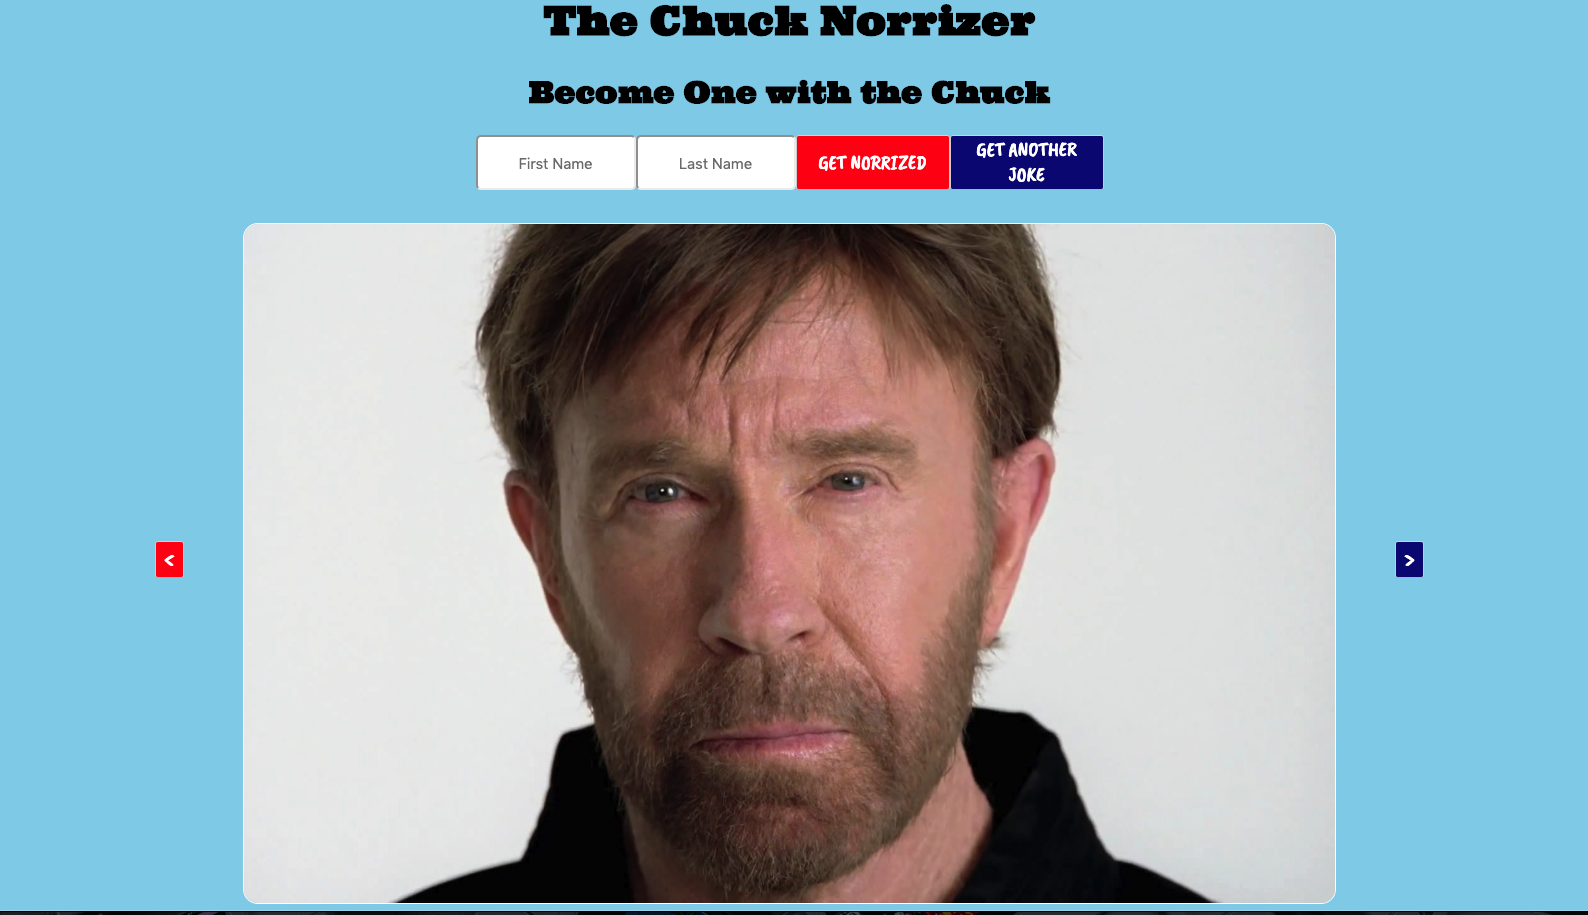 The Chuck Norrizer
Become One with the Chuck
First Name Last Name GET NORRIZED GET ANOTHER
JOKE
< >